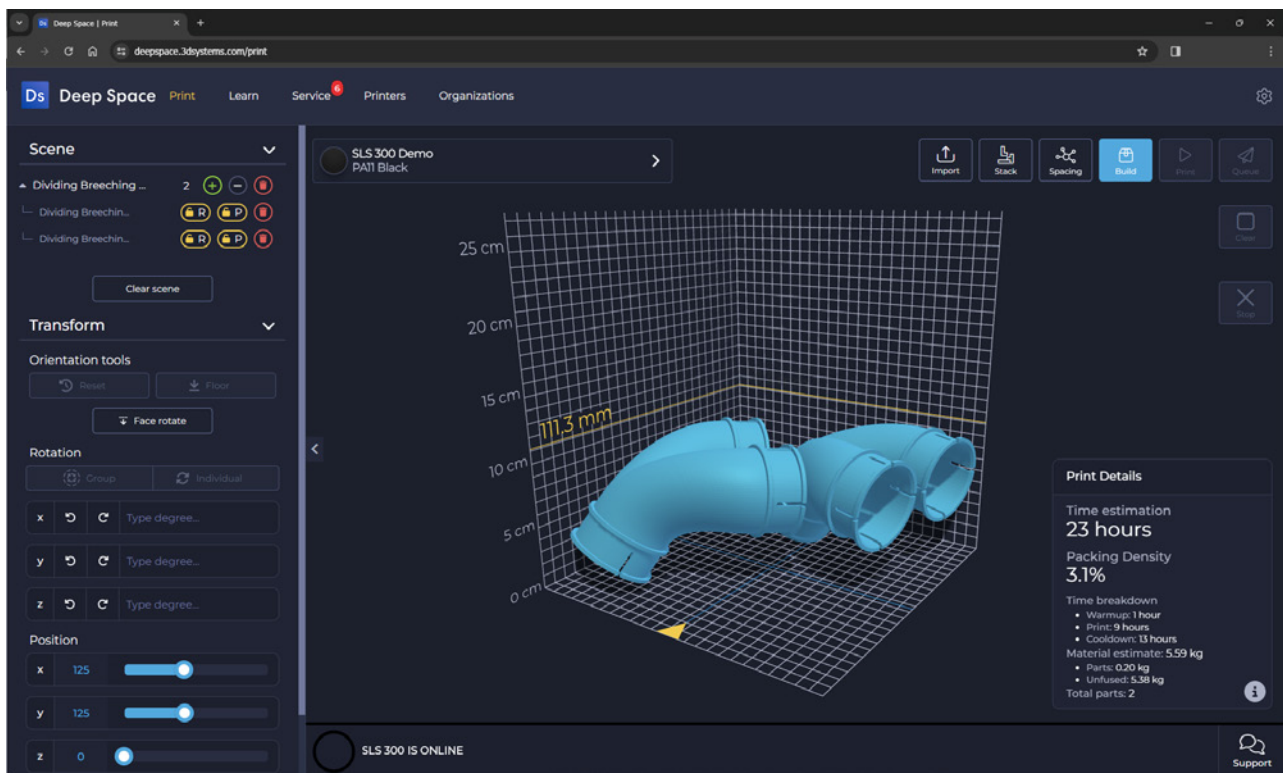 Deep Space | Print
deepspace.3dsystems.com/print
Ds Deep Space Print Learn Service 6 Printers Organizations
Scene
SLS 300 Demo
PA11 Black
Import Stack Spacing Build Print Queue
Dividing Breeching ... 2
Dividing Breechin... R P
Dividing Breechin... R P
Clear
Clear scene
Stop
Transform
Orientation tools
Reset Floor
Face rotate
Rotation
Group Individual
x Type degree...
y Type degree...
z Type degree...
Position
x 125
y 125
z 0
25 cm
20 cm
15 cm
111.3 mm
10 cm
5 cm
0 cm
Print Details
Time estimation
23 hours
Packing Density
3.1%
Time breakdown
• Warmup: 1 hour
• Print: 9 hours
• Cooldown: 13 hours
Material estimate: 5.59 kg
• Parts: 0.20 kg
• Unfused: 5.38 kg
Total parts: 2
SLS 300 IS ONLINE
Support